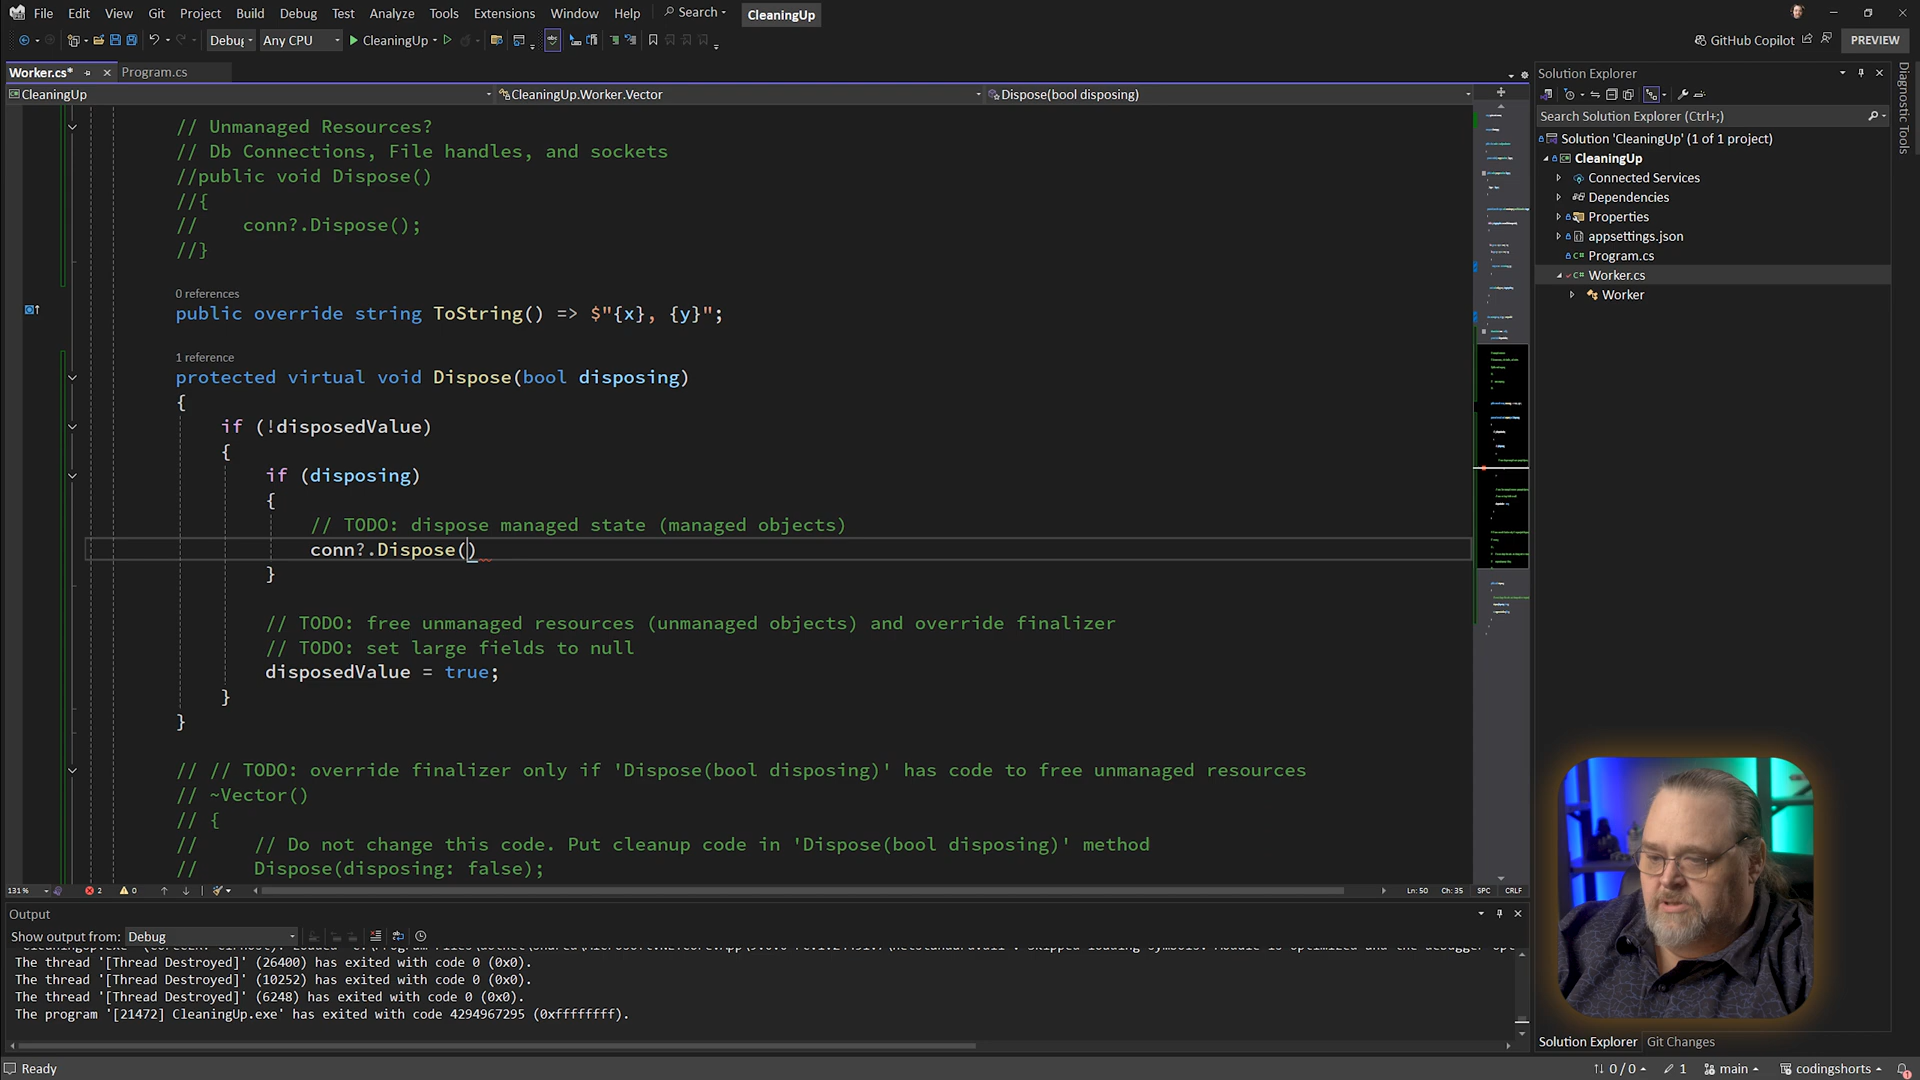 File Edit View Git Project Build Debug Test Analyze Tools Extensions Window Help Search CleaningUp
Debug Any CPU CleaningUp GitHub Copilot PREVIEW
Worker.cs* Program.cs
CleaningUp CleaningUp.Worker.Vector Dispose(bool disposing)
// Unmanaged Resources?
// Db Connections, File handles, and sockets
//public void Dispose()
//{
//    conn?.Dispose();
//}
0 references
public override string ToString() => $"{x}, {y}";
1 reference
protected virtual void Dispose(bool disposing)
{
if (!disposedValue)
{
if (disposing)
{
// TODO: dispose managed state (managed objects)
conn?.Dispose()
}
// TODO: free unmanaged resources (unmanaged objects) and override finalizer
// TODO: set large fields to null
disposedValue = true;
}
}
// // TODO: override finalizer only if 'Dispose(bool disposing)' has code to free unmanaged resources
// ~Vector()
// {
//     // Do not change this code. Put cleanup code in 'Dispose(bool disposing)' method
//     Dispose(disposing: false);
131% 2 0 Ln: 50 Ch: 35 SPC CRLF
Output
Show output from: Debug
The thread '[Thread Destroyed]' (26400) has exited with code 0 (0x0).
The thread '[Thread Destroyed]' (10252) has exited with code 0 (0x0).
The thread '[Thread Destroyed]' (6248) has exited with code 0 (0x0).
The program '[21472] CleaningUp.exe' has exited with code 4294967295 (0xffffffff).
Solution Explorer
Search Solution Explorer (Ctrl+;)
Solution 'CleaningUp' (1 of 1 project)
CleaningUp
Connected Services
Dependencies
Properties
appsettings.json
Program.cs
Worker.cs
Worker
Diagnostic Tools
Solution Explorer Git Changes
Ready 0 / 0 1 main codingshorts